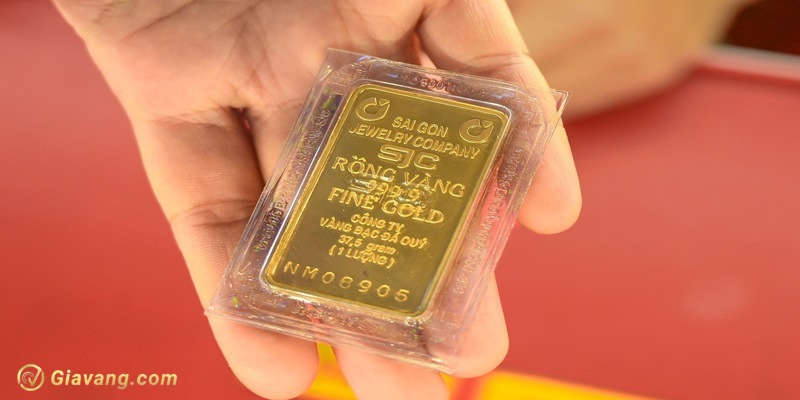 SAI GON
JEWELRY COMPANY
SJC
RỒNG VÀNG
999.9
FINE GOLD
CÔNG TY
VÀNG BẠC ĐÁ QUÝ
37,5 gram
(1 LƯỢNG)
NM08905
Giavang.com